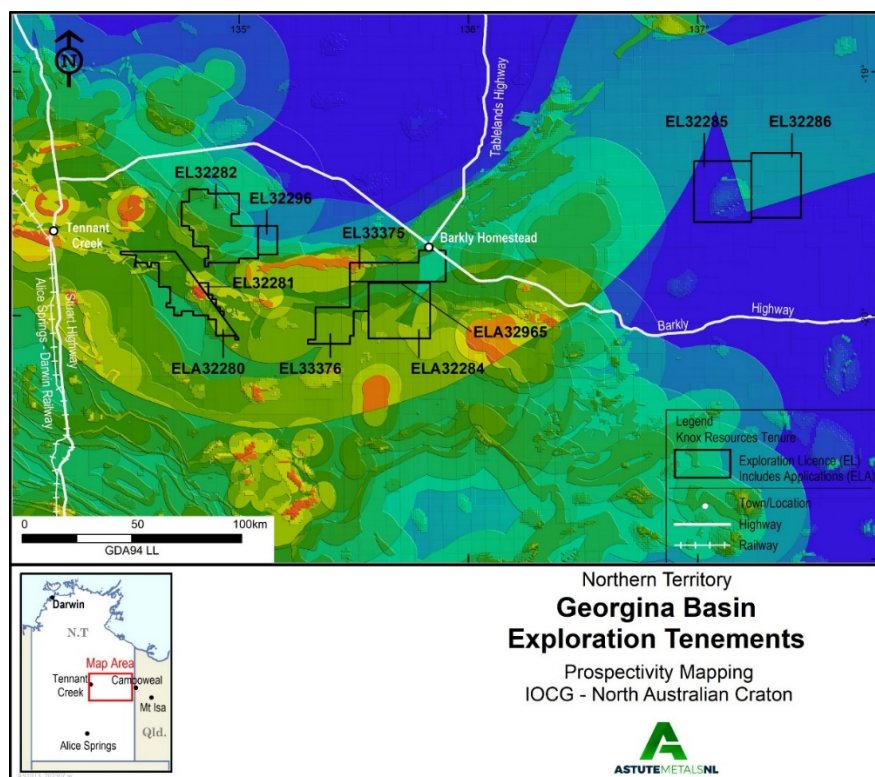 135°
136°
137°
-19°
N
Tablelands Highway
EL32285
EL32286
EL32282
EL32296
Tennant
Creek
EL33375
Barkly Homestead
EL32281
Alice Springs - Darwin Railway
Stuart Highway
Barkly
Highway
ELA32965
ELA32280
EL33376
ELA32284
Legend
Knox Resources Tenure
Exploration Licence (EL)
Includes Applications (ELA)
Town/Location
Highway
Railway
0 50 100km
GDA94 LL
Darwin
N.T
Map Area
Tennant
Creek
Camooweal
Mt Isa
Qld.
Alice Springs
Northern Territory
Georgina Basin
Exploration Tenements
Prospectivity Mapping
IOCG - North Australian Craton
ASTUTEMETALSNL